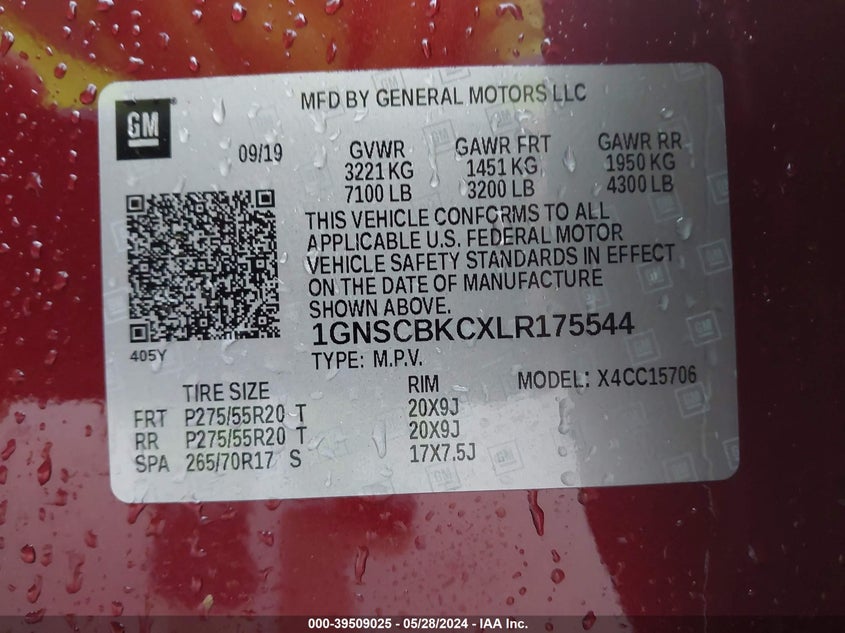 MFD BY GENERAL MOTORS LLC
GM
09/19 GVWR GAWR FRT GAWR RR
3221 KG 1451 KG 1950 KG
7100 LB 3200 LB 4300 LB
THIS VEHICLE CONFORMS TO ALL
APPLICABLE U.S. FEDERAL MOTOR
VEHICLE SAFETY STANDARDS IN EFFECT
ON THE DATE OF MANUFACTURE
SHOWN ABOVE.
1GNSCBKCXLR175544
405Y
TYPE: M.P.V.
TIRE SIZE RIM MODEL: X4CC15706
FRT P275/55R20 T 20X9J
RR P275/55R20 T 20X9J
SPA 265/70R17 S 17X7.5J
000-39509025 - 05/28/2024 - IAA Inc.